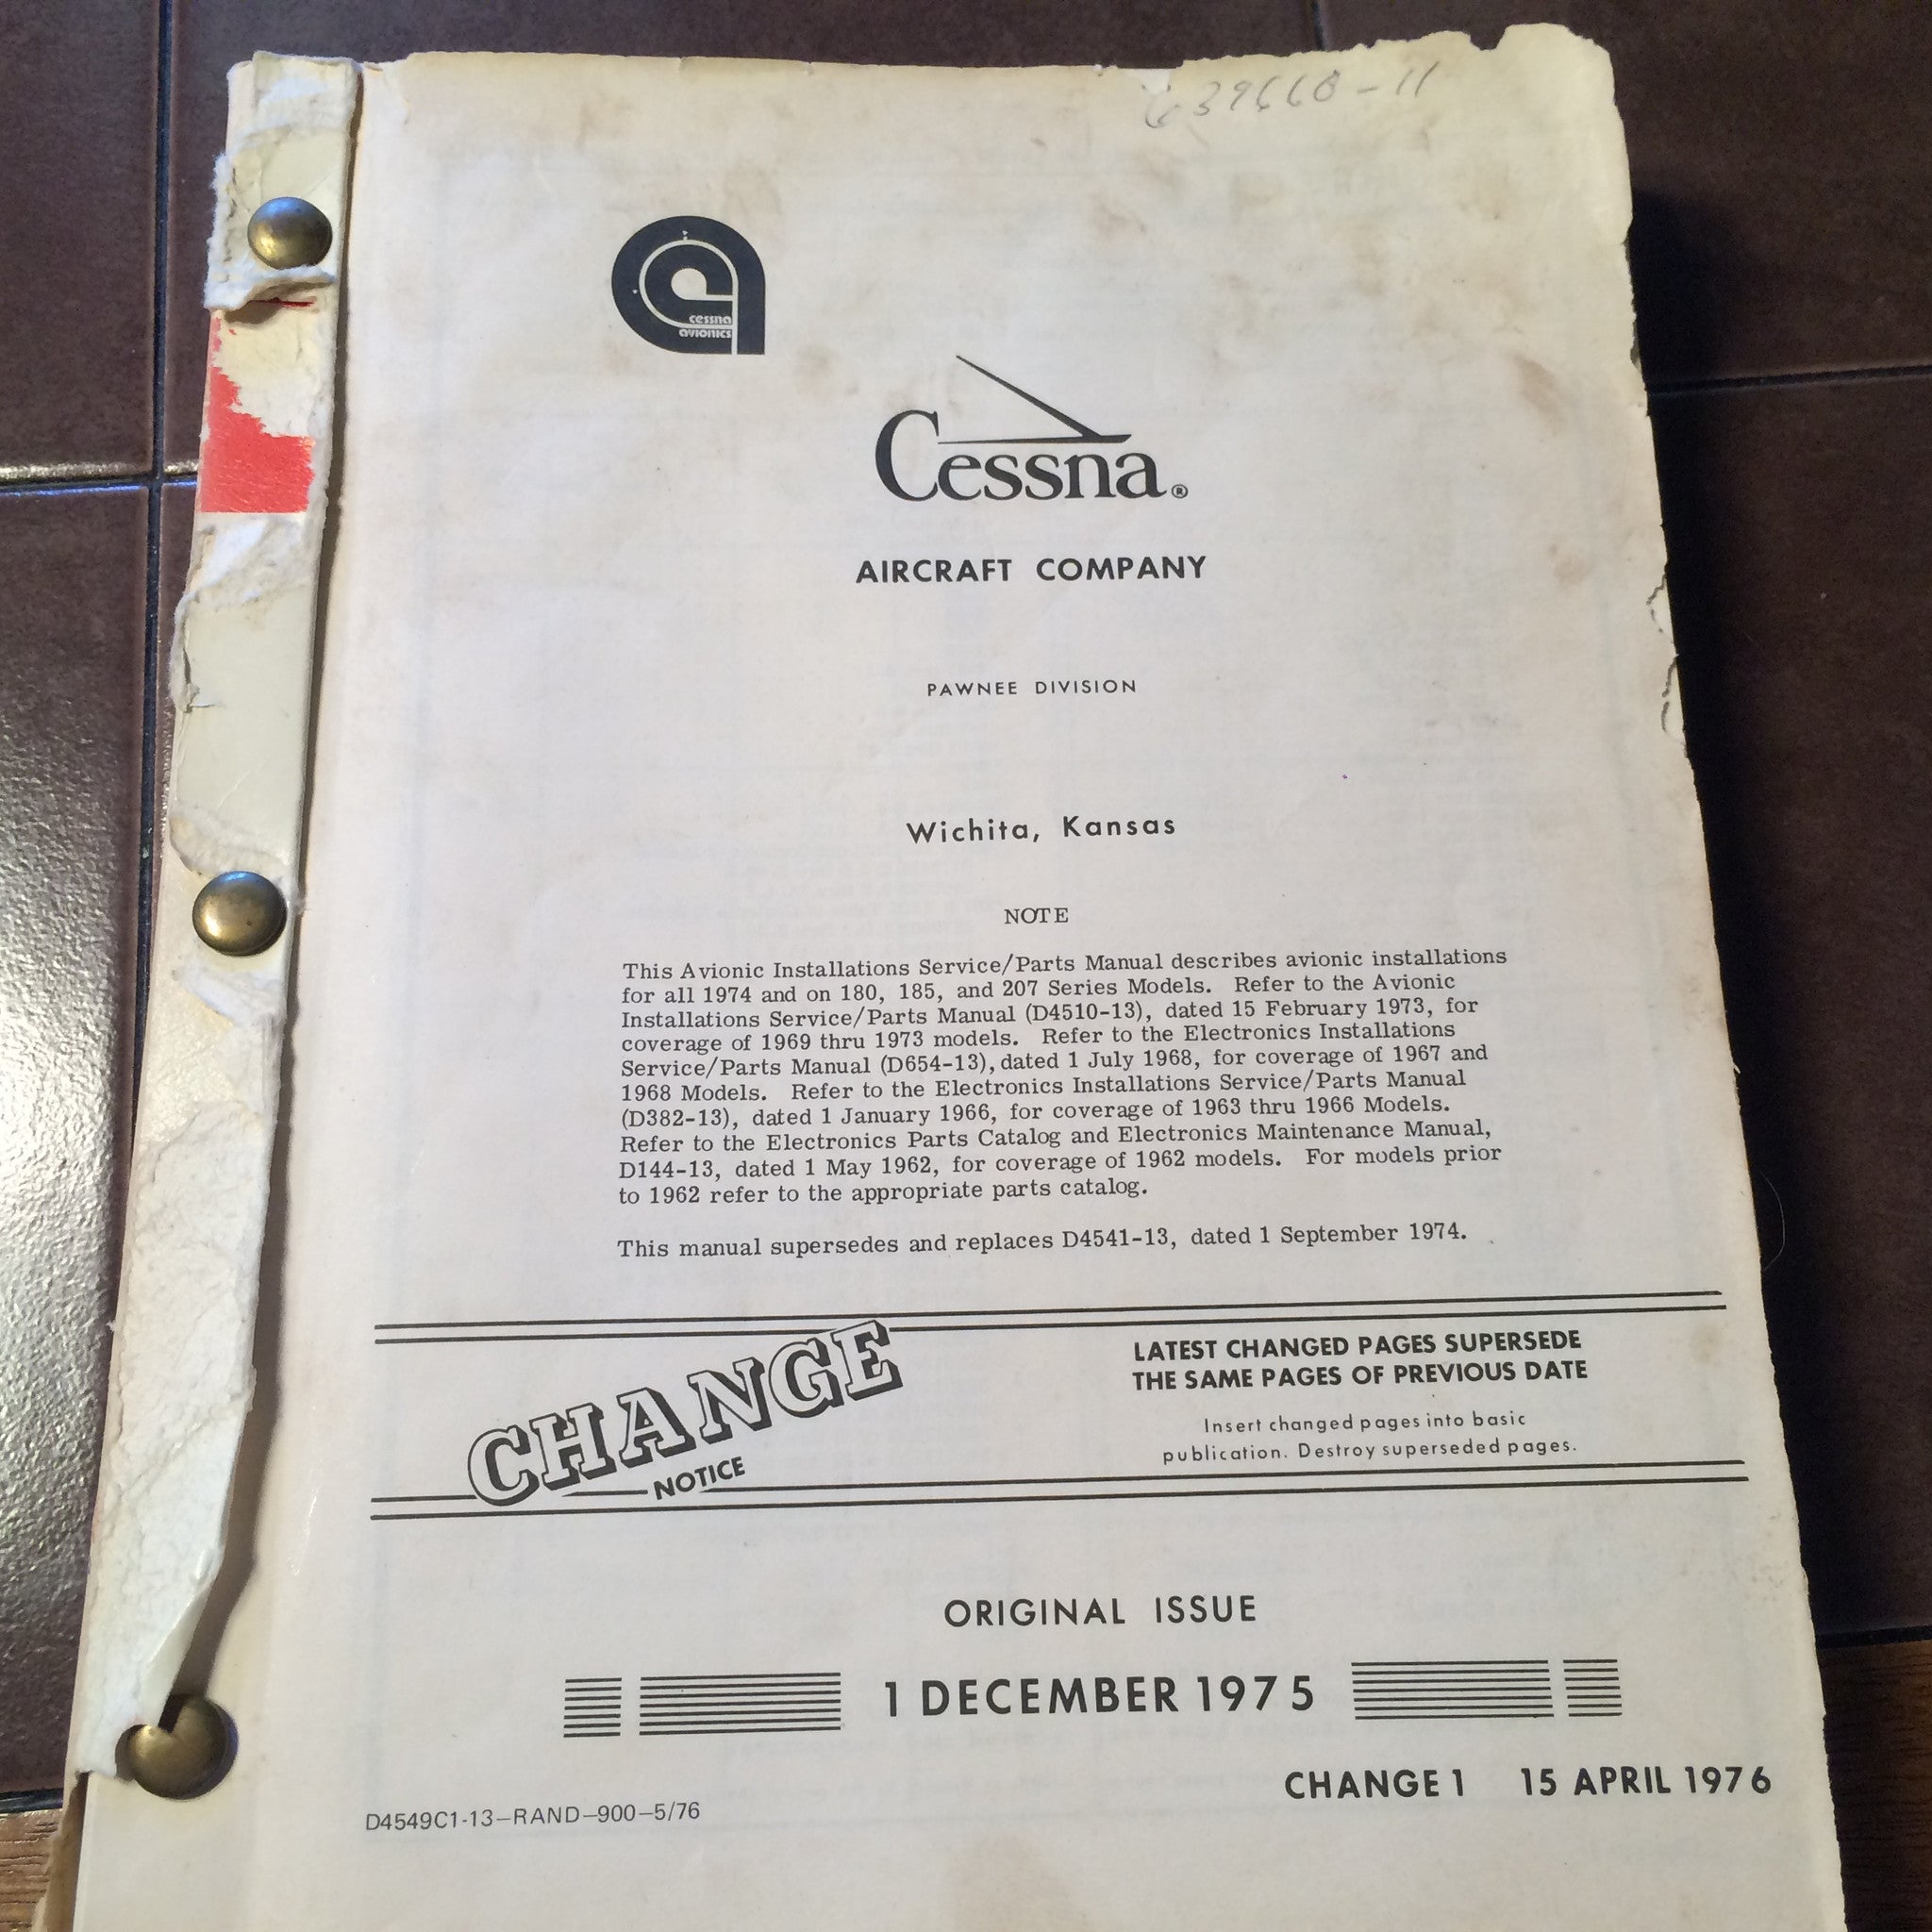 639660-11
cessna
avionics
Cessna®
AIRCRAFT COMPANY
PAWNEE DIVISION
Wichita, Kansas
NOTE
This Avionic Installations Service/Parts Manual describes avionic installations
for all 1974 and on 180, 185, and 207 Series Models. Refer to the Avionic
Installations Service/Parts Manual (D4510-13), dated 15 February 1973, for
coverage of 1969 thru 1973 models. Refer to the Electronics Installations
Service/Parts Manual (D654-13), dated 1 July 1968, for coverage of 1967 and
1968 Models. Refer to the Electronics Installations Service/Parts Manual
(D382-13), dated 1 January 1966, for coverage of 1963 thru 1966 Models.
Refer to the Electronics Parts Catalog and Electronics Maintenance Manual,
D144-13, dated 1 May 1962, for coverage of 1962 models. For models prior
to 1962 refer to the appropriate parts catalog.
This manual supersedes and replaces D4541-13, dated 1 September 1974.
CHANGE
NOTICE
LATEST CHANGED PAGES SUPERSEDE
THE SAME PAGES OF PREVIOUS DATE
Insert changed pages into basic
publication. Destroy superseded pages.
ORIGINAL ISSUE
1 DECEMBER 1975
CHANGE 1 15 APRIL 1976
D4549C1-13-RAND-900-5/76